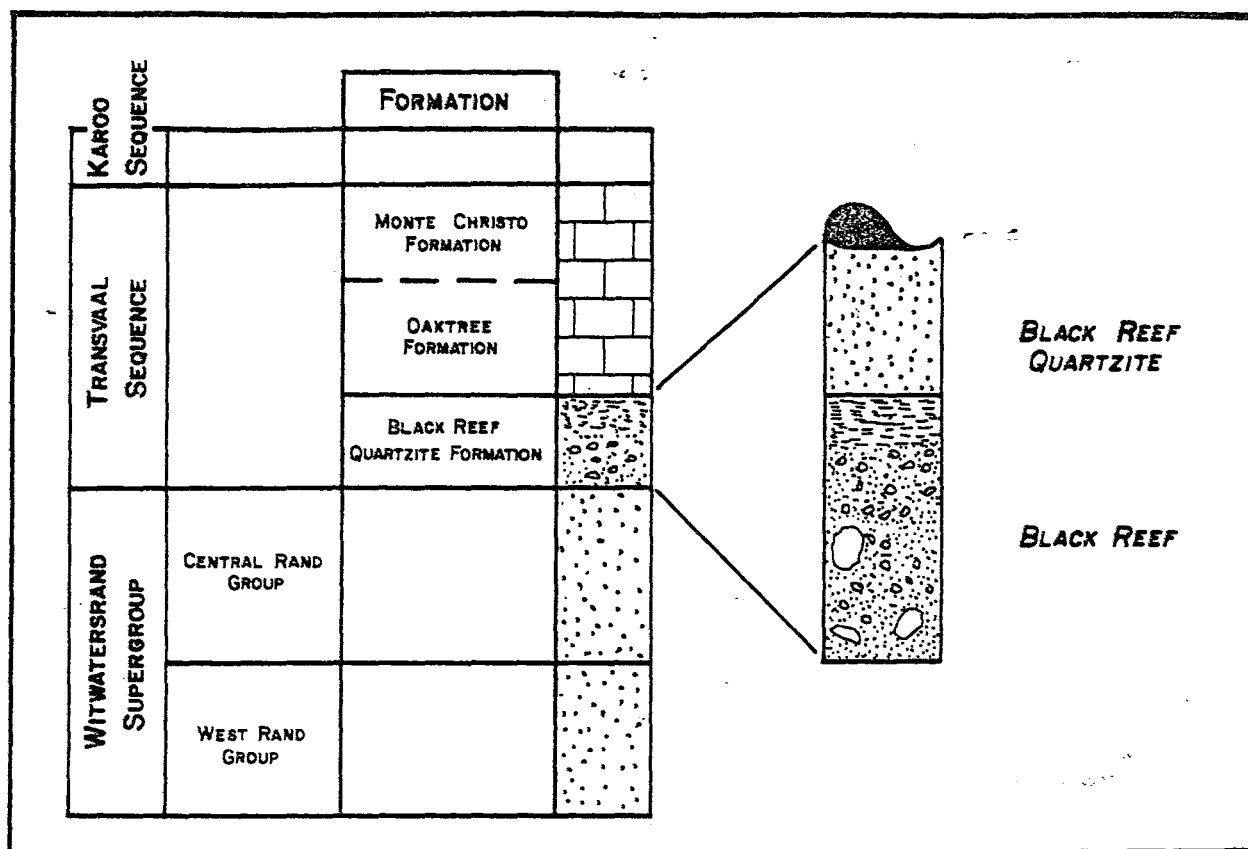 FORMATION
KAROO
SEQUENCE
TRANSVAAL
SEQUENCE
MONTE CHRISTO
FORMATION
OAKTREE
FORMATION
BLACK REEF
QUARTZITE FORMATION
WITWATERSRAND
SUPERGROUP
CENTRAL RAND
GROUP
WEST RAND
GROUP
BLACK REEF
QUARTZITE
BLACK REEF